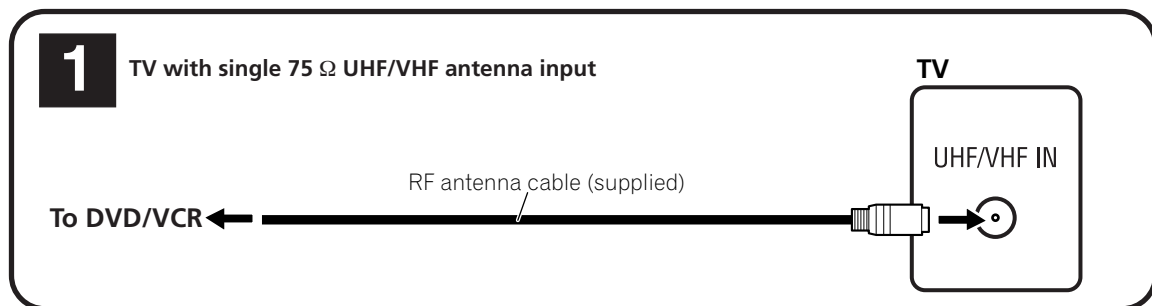 1
TV with single 75 Ω UHF/VHF antenna input
TV
UHF/VHF IN
RF antenna cable (supplied)
To DVD/VCR